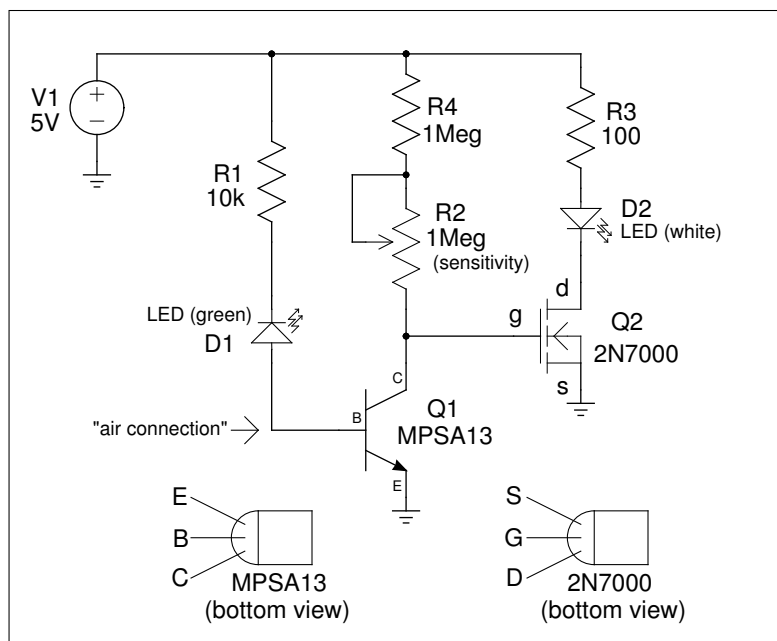 V1
5V
+
−
R1
10k
R4
1Meg
R2
1Meg
(sensitivity)
R3
100
D2
LED (white)
LED (green)
D1
d
g
s
Q2
2N7000
"air connection"
C
B
E
Q1
MPSA13
E
B
C
MPSA13
(bottom view)
S
G
D
2N7000
(bottom view)